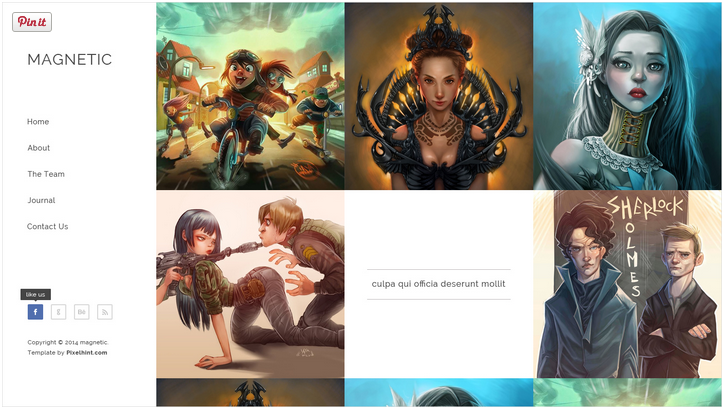 Pin it
MAGNETIC
Home
About
The Team
Journal
Contact Us
like us
f
g
Bē
Copyright © 2014 magnetic
Template by Pixelhint.com
culpa qui officia deserunt mollit
SHERLOCK
HOLMES